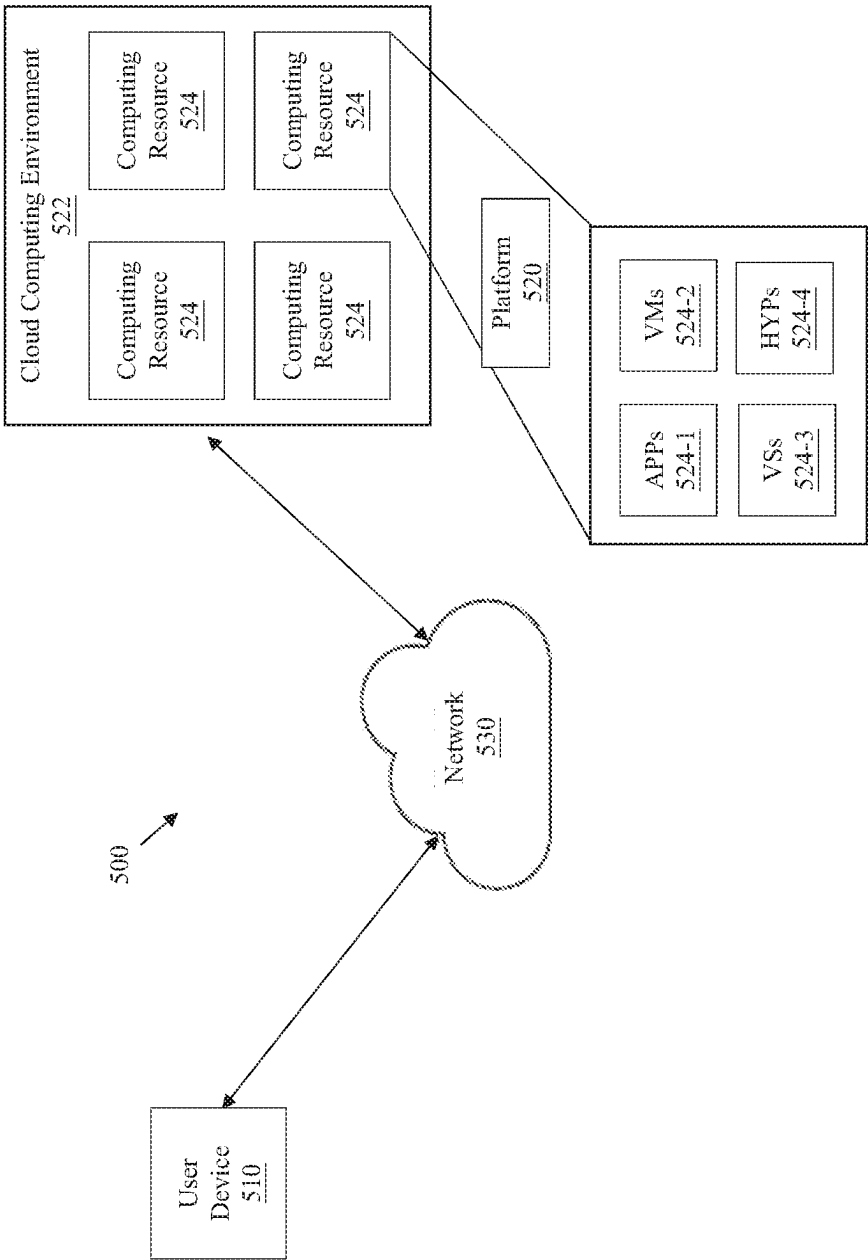 500
User
Device
510
Network
530
Cloud Computing Environment
522
Computing
Resource
524
Computing
Resource
524
Computing
Resource
524
Computing
Resource
524
Platform
520
APPs
524-1
VMs
524-2
VSs
524-3
HYPs
524-4